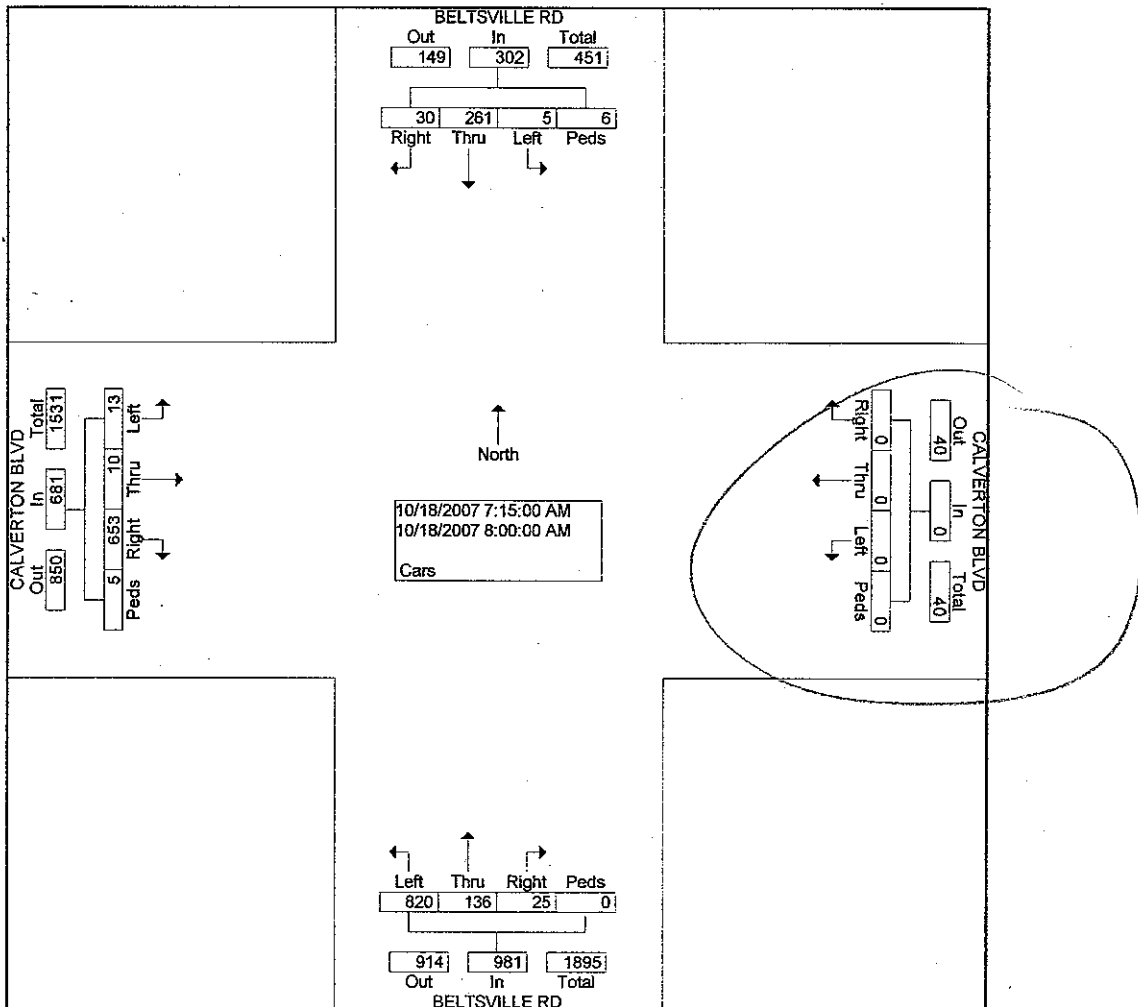 BELTSVILLE RD
Out In Total
149 302 451
30 261 5 6
Right Thru Left Peds
CALVERTON BLVD
Total In Out
1531 681 850
13 10 653 5
Left Thru Right Peds
North
10/18/2007 7:15:00 AM
10/18/2007 8:00:00 AM
Cars
Right Thru Left Peds
0 0 0 0
Out In Total
40 0 40
CALVERTON BLVD
Left Thru Right Peds
820 136 25 0
914 981 1895
Out In Total
BELTSVILLE RD